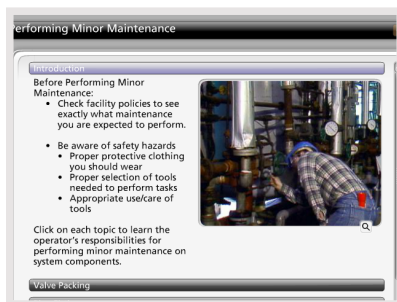 Performing Minor Maintenance
Introduction
Before Performing Minor
Maintenance:
• Check facility policies to see
exactly what maintenance
you are expected to perform.
• Be aware of safety hazards
• Proper protective clothing
you should wear
• Proper selection of tools
needed to perform tasks
• Appropriate use/care of
tools
Click on each topic to learn the
operator's responsibilities for
performing minor maintenance on
system components.
Valve Packing